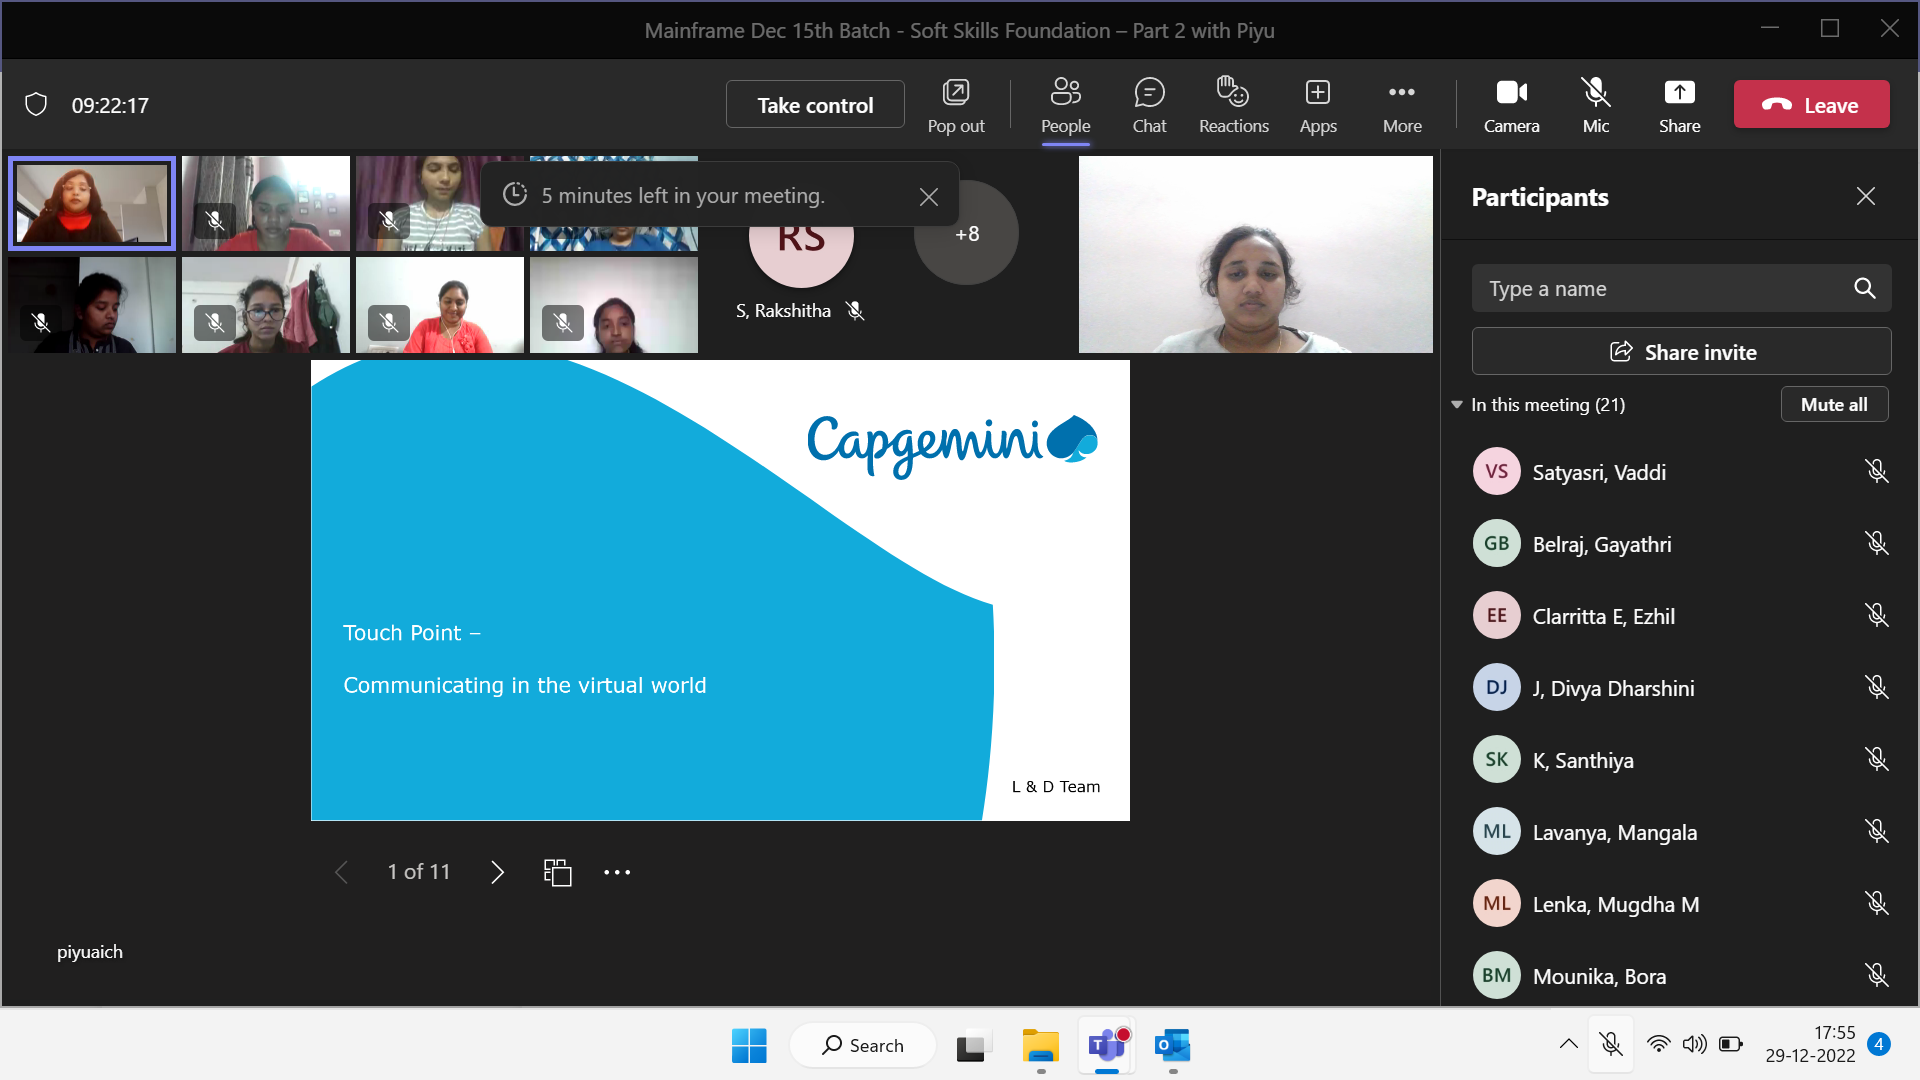 Mainframe Dec 15th Batch - Soft Skills Foundation – Part 2 with Piyu
09:22:17
Take control
Pop out
People
Chat
Reactions
Apps
More
Camera
Mic
Share
Leave
5 minutes left in your meeting.
RS
+8
S, Rakshitha
Participants
Type a name
Share invite
In this meeting (21)
Mute all
VS Satyasri, Vaddi
GB Belraj, Gayathri
EE Clarritta E, Ezhil
DJ J, Divya Dharshini
SK K, Santhiya
ML Lavanya, Mangala
ML Lenka, Mugdha M
BM Mounika, Bora
Capgemini
Touch Point –
Communicating in the virtual world
L & D Team
1 of 11
piyuaich
Search
T
O
17:55
29-12-2022
4